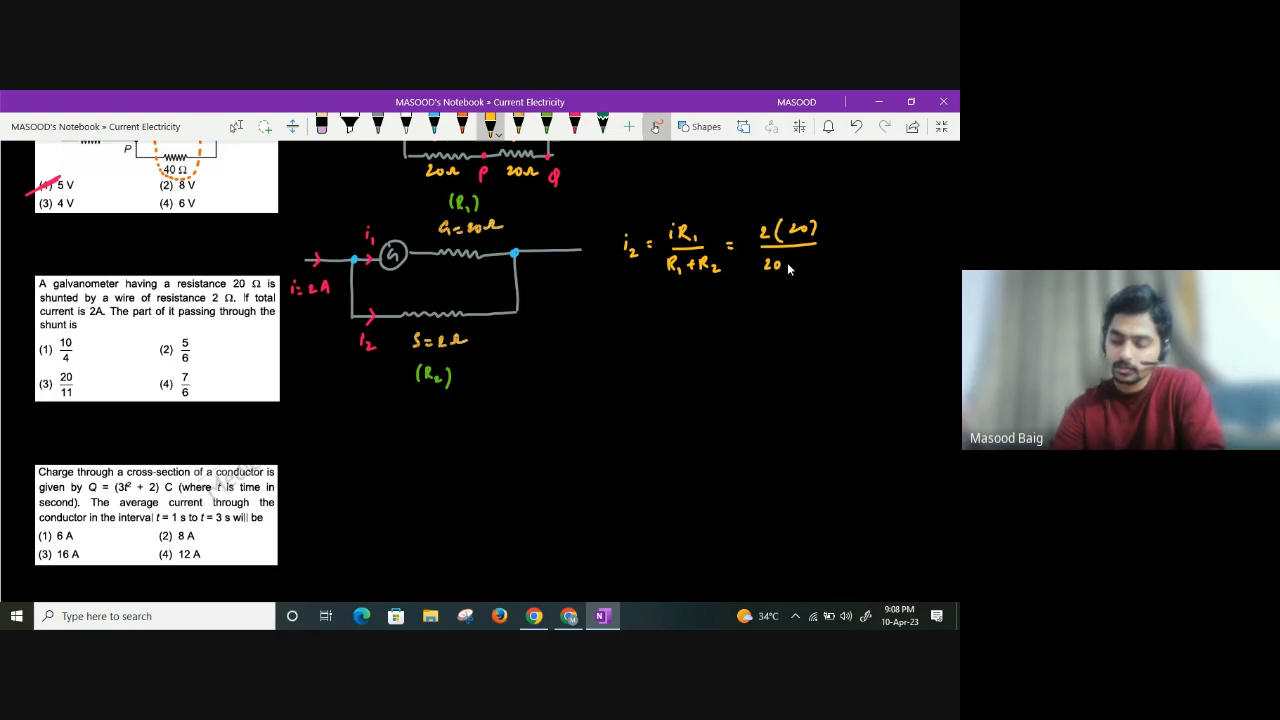 MASOOD's Notebook » Current Electricity
MASOOD
MASOOD's Notebook » Current Electricity
Shapes
P
40 Ω
(1) 5 V (2) 8 V
(3) 4 V (4) 6 V
20Ω P 20Ω Q
(R₁)
G = 20Ω
i₁
G
i = 2A
i₂
S = 2Ω
(R₂)
i₂ = iR₁ / R₁ + R₂ = 2(20) / 20
A galvanometer having a resistance 20 Ω is
shunted by a wire of resistance 2 Ω. If total
current is 2A. The part of it passing through the
shunt is
(1) 10/4 (2) 5/6
(3) 20/11 (4) 7/6
Charge through a cross-section of a conductor is
given by Q = (3t² + 2) C (where t is time in
second). The average current through the
conductor in the interval t = 1 s to t = 3 s will be
(1) 6 A (2) 8 A
(3) 16 A (4) 12 A
Masood Baig
Type here to search
34°C
9:08 PM
10-Apr-23